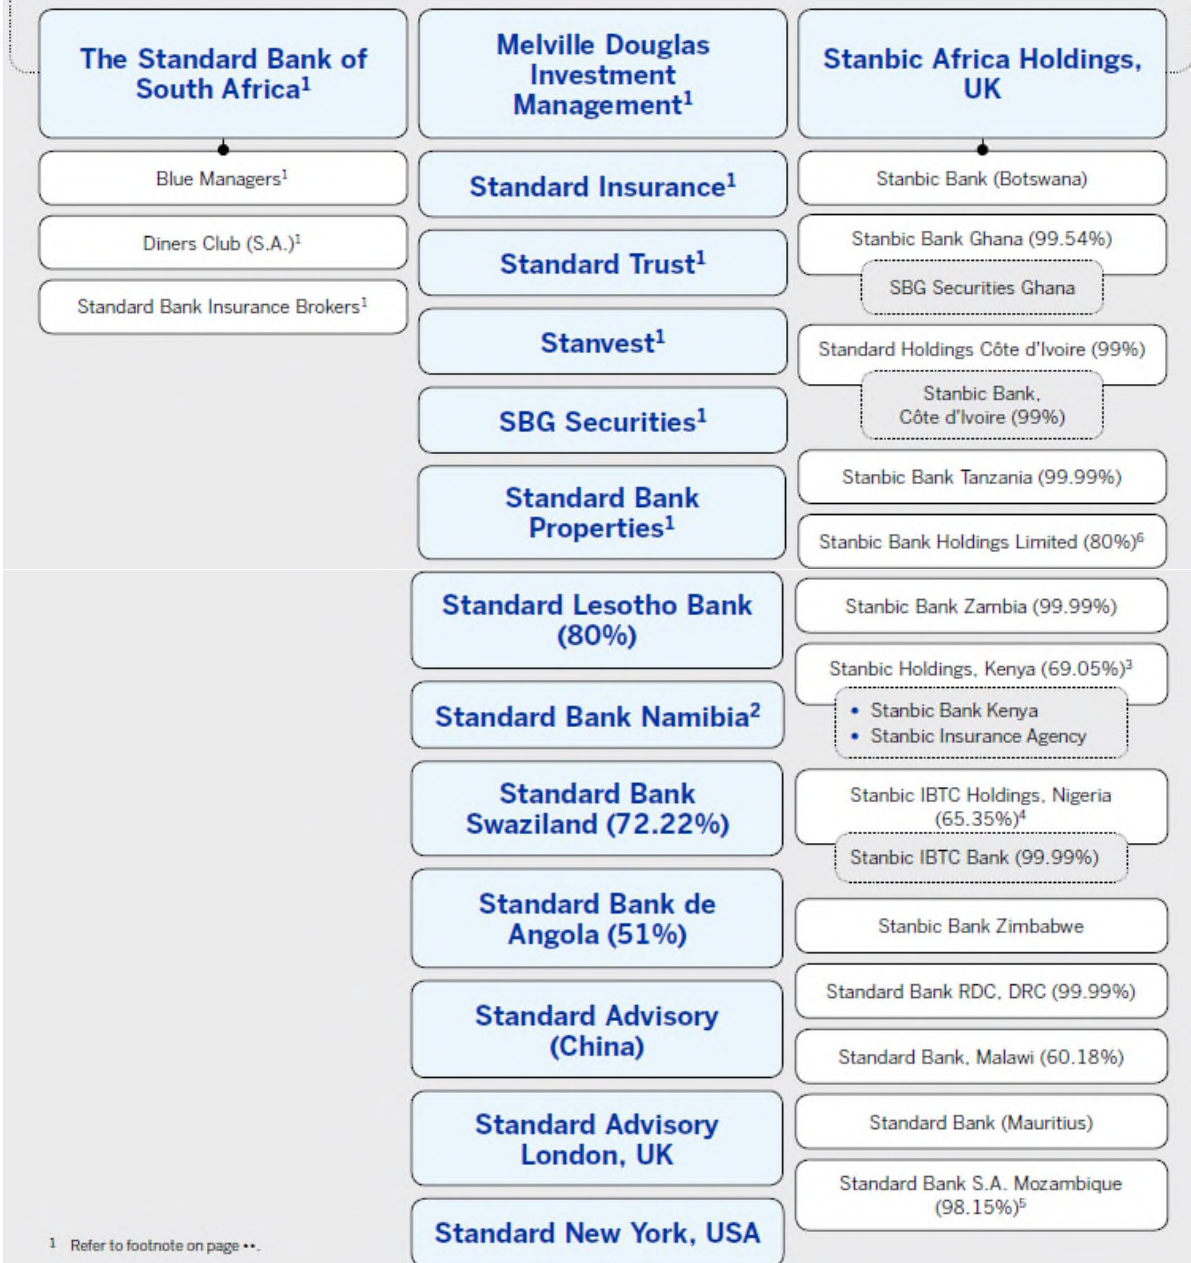 The Standard Bank of
South Africa¹
Blue Managers¹
Diners Club (S.A.)¹
Standard Bank Insurance Brokers¹
Melville Douglas
Investment
Management¹
Standard Insurance¹
Standard Trust¹
Stanvest¹
SBG Securities¹
Standard Bank
Properties¹
Standard Lesotho Bank
(80%)
Standard Bank Namibia²
Standard Bank
Swaziland (72.22%)
Standard Bank de
Angola (51%)
Standard Advisory
(China)
Standard Advisory
London, UK
Standard New York, USA
Stanbic Africa Holdings,
UK
Stanbic Bank (Botswana)
Stanbic Bank Ghana (99.54%)
SBG Securities Ghana
Standard Holdings Côte d'Ivoire (99%)
Stanbic Bank,
Côte d'Ivoire (99%)
Stanbic Bank Tanzania (99.99%)
Stanbic Bank Holdings Limited (80%)⁶
Stanbic Bank Zambia (99.99%)
Stanbic Holdings, Kenya (69.05%)³
• Stanbic Bank Kenya
• Stanbic Insurance Agency
Stanbic IBTC Holdings, Nigeria
(65.35%)⁴
Stanbic IBTC Bank (99.99%)
Stanbic Bank Zimbabwe
Standard Bank RDC, DRC (99.99%)
Standard Bank, Malawi (60.18%)
Standard Bank (Mauritius)
Standard Bank S.A. Mozambique
(98.15%)⁵
¹ Refer to footnote on page ••.